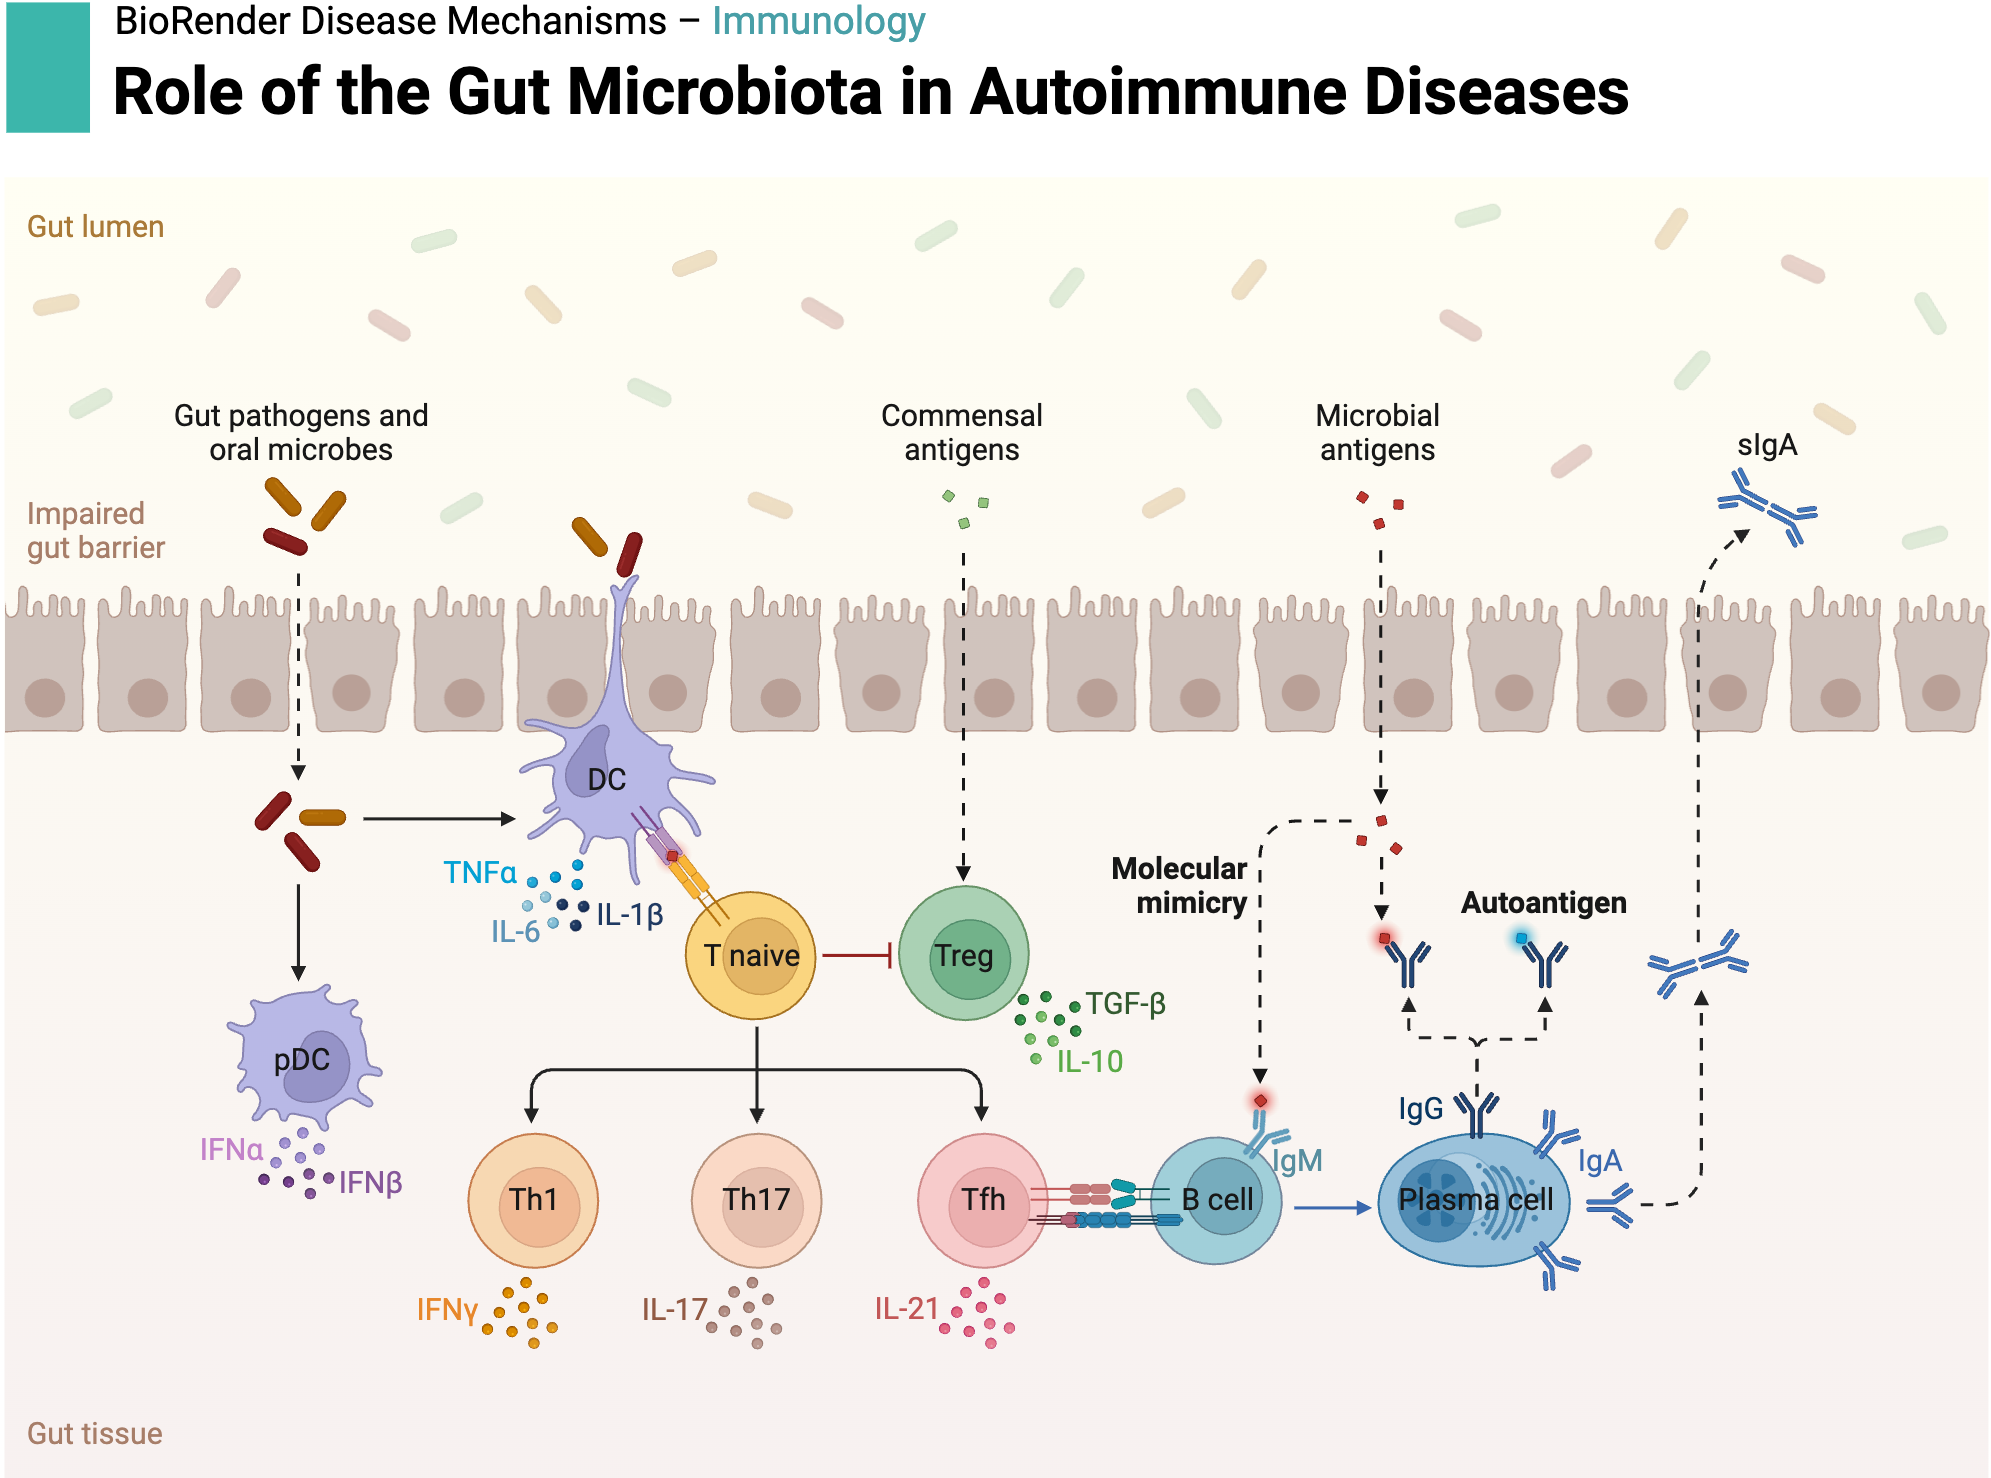 BioRender Disease Mechanisms – Immunology
Role of the Gut Microbiota in Autoimmune Diseases
Gut lumen
Gut pathogens and
oral microbes
Commensal
antigens
Microbial
antigens
sIgA
Impaired
gut barrier
DC
TNFα
IL-6
IL-1β
T naive
Treg
TGF-β
IL-10
Molecular
mimicry
Autoantigen
pDC
IFNα
IFNβ
Th1
Th17
Tfh
B cell
IgM
IgG
IgA
Plasma cell
IFNγ
IL-17
IL-21
Gut tissue